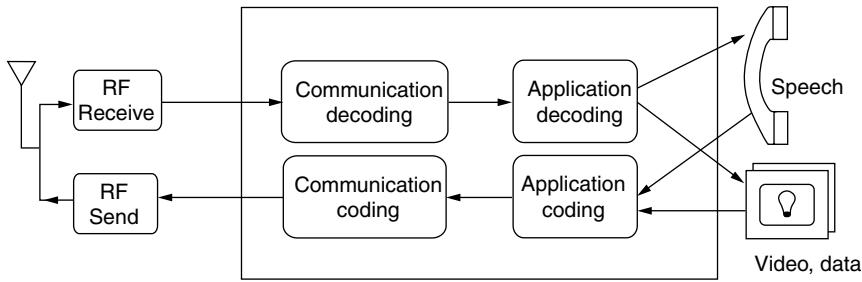 RF
Receive
Communication
decoding
Application
decoding
Speech
RF
Send
Communication
coding
Application
coding
Video, data